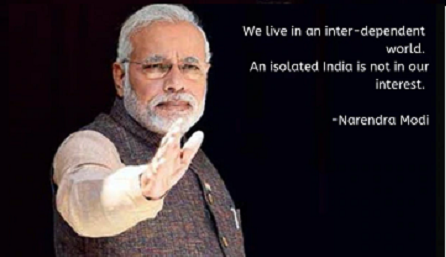 We live in an inter-dependent
world.
An isolated India is not in our
interest.
-Narendra Modi